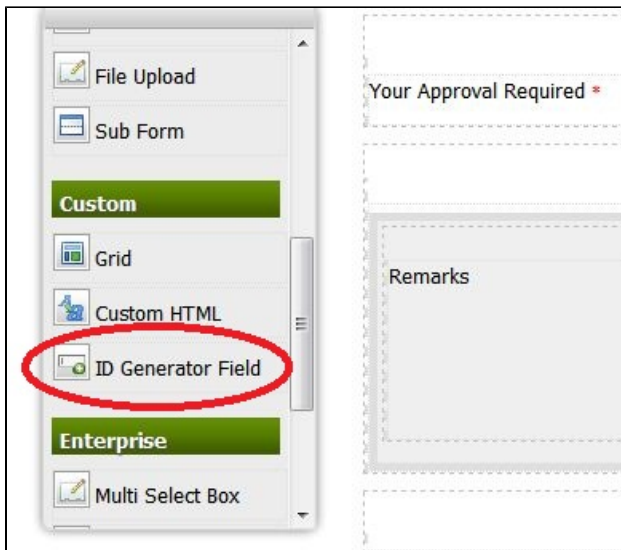 File Upload
Sub Form
Custom
Grid
Custom HTML
ID Generator Field
Enterprise
Multi Select Box
Your Approval Required *
Remarks